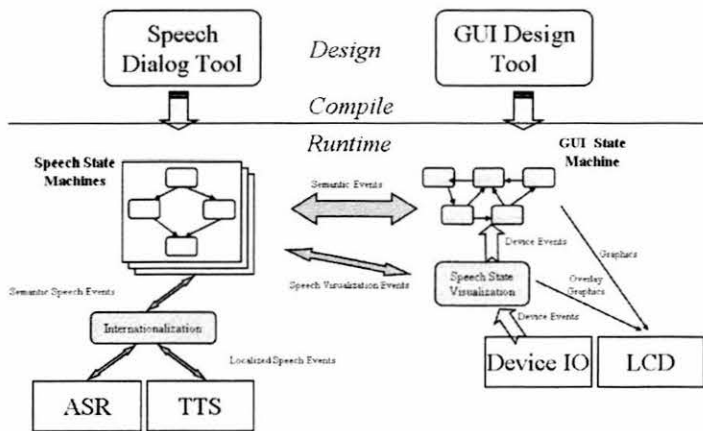 Speech
Dialog Tool
Design
GUI Design
Tool
Compile
Runtime
Speech State
Machines
GUI State
Machine
Semantic Events
Device Events
Graphics
Speech State
Visualization
Overlay
Graphics
Semantic Speech Events
Speech Visualization Events
Internationalization
Device Events
Localized Speech Events
Device IO
LCD
ASR
TTS